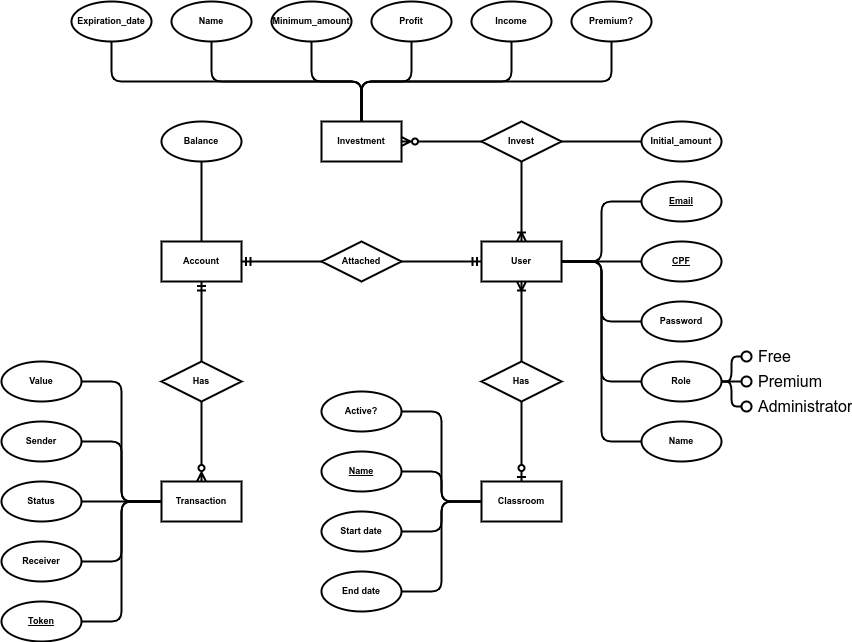 Expiration_date
Name
Minimum_amount
Profit
Income
Premium?
Balance
Investment
Invest
Initial_amount
Email
Account
Attached
User
CPF
Password
Value
Has
Has
Role
Free
Premium
Administrator
Active?
Sender
Name
Name
Status
Transaction
Classroom
Start date
Receiver
End date
Token